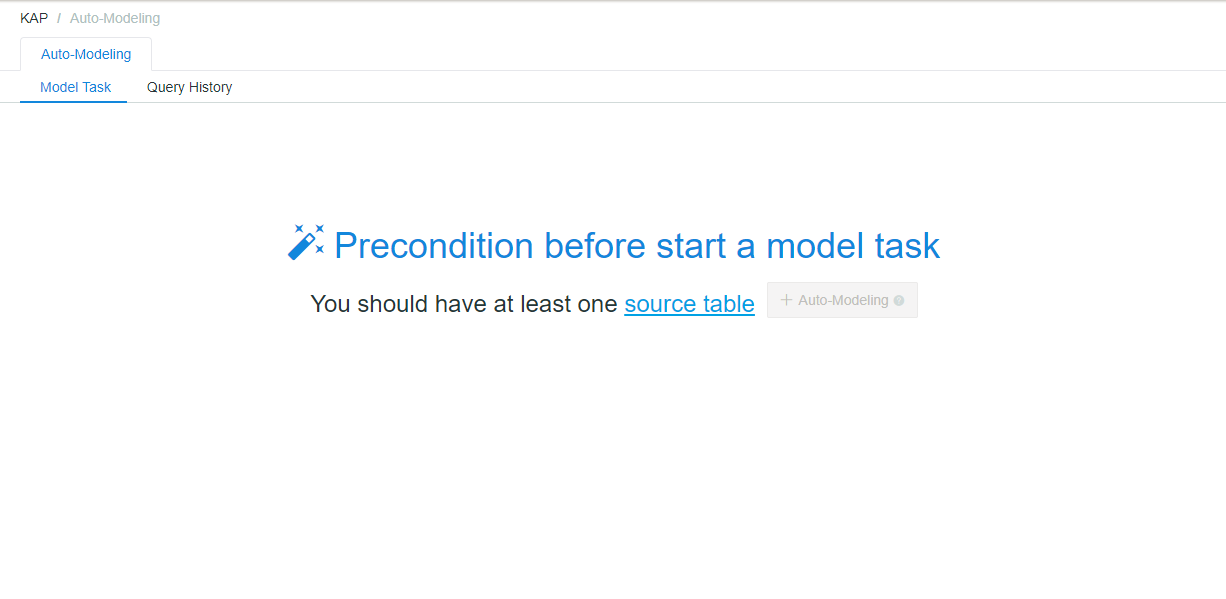 KAP / Auto-Modeling
Auto-Modeling
Model Task Query History
Precondition before start a model task
You should have at least one source table + Auto-Modeling ?